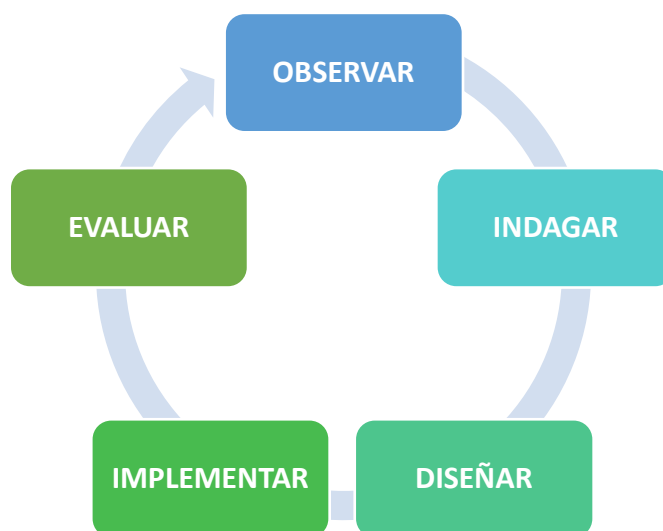 OBSERVAR
INDAGAR
DISEÑAR
IMPLEMENTAR
EVALUAR